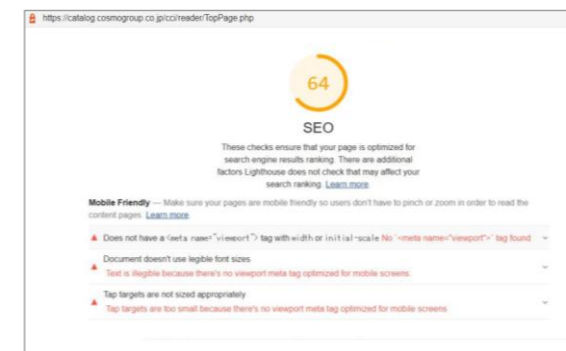 https://catalog.cosmogroup.co.jp/cci/reader/TopPage.php
64
SEO
These checks ensure that your page is optimized for
search engine results ranking. There are additional
factors Lighthouse does not check that may affect your
search ranking. Learn more
Mobile Friendly — Make sure your pages are mobile friendly so users don't have to pinch or zoom in order to read the
content pages. Learn more
Does not have a <meta name="viewport"> tag with width or initial-scale No `<meta name="viewport">` tag found
Document doesn't use legible font sizes
Text is illegible because there's no viewport meta tag optimized for mobile screens
Tap targets are not sized appropriately
Tap targets are too small because there's no viewport meta tag optimized for mobile screens